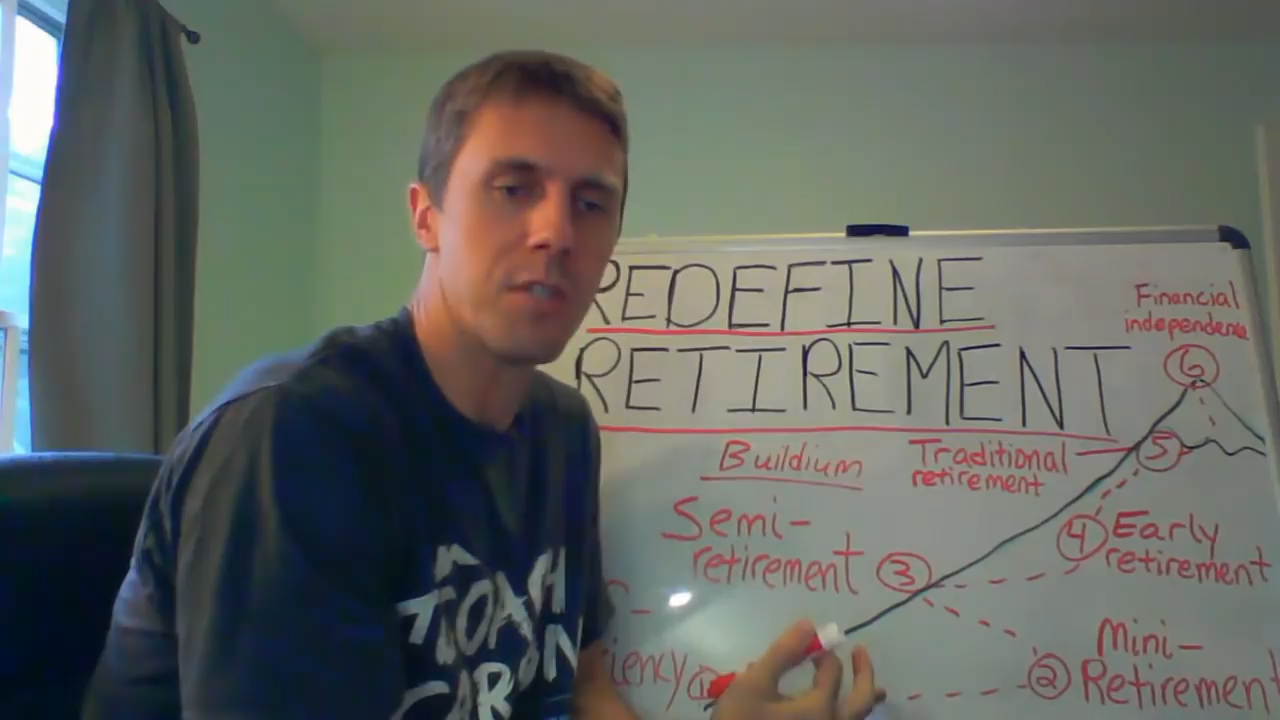 REDEFINE
RETIREMENT
Financial
independence
6
Buildium
Traditional
retirement
5
Semi-
retirement
3
4
Early
retirement
Mini-
Retirement
2
1